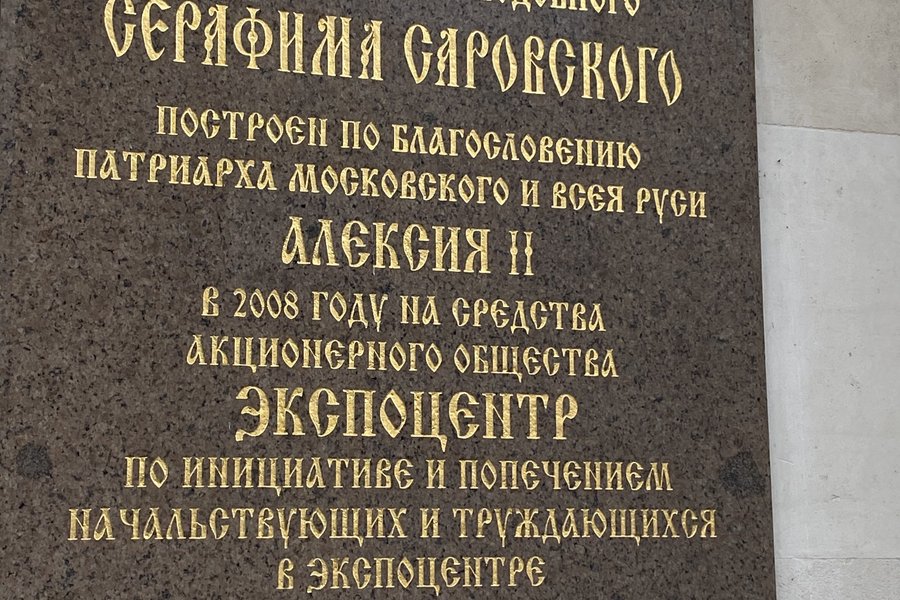 СЕРАФИМА САРОВСКОГО
ПОСТРОЕН ПО БЛАГОСЛОВЕНИЮ
ПАТРИАРХА МОСКОВСКОГО И ВСЕЯ РУСИ
АЛЕКСИЯ II
В 2008 ГОДУ НА СРЕДСТВА
АКЦИОНЕРНОГО ОБЩЕСТВА
ЭКСПОЦЕНТР
ПО ИНИЦИАТИВЕ И ПОПЕЧЕНИЕМ
НАЧАЛЬСТВУЮЩИХ И ТРУЖДАЮЩИХСЯ
В ЭКСПОЦЕНТРЕ